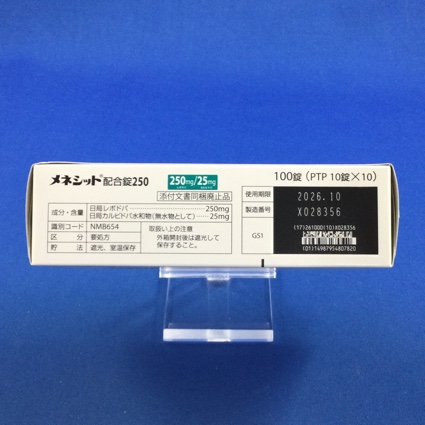 メネシット®配合錠250
250mg/25mg
100錠(PTP 10錠×10)
添付文書同梱廃止品
成分・含量
日局レボドパ……250mg
日局カルビドパ水和物(無水物として)……25mg
識別コード NMB654
区分 要処方
貯法 遮光、室温保存
取扱い上の注意
外箱開封後は遮光して
保存すること。
使用期限 2026.10
製造番号 X028356
GS1
(17)261000(10)X028356
(01)14987954807820